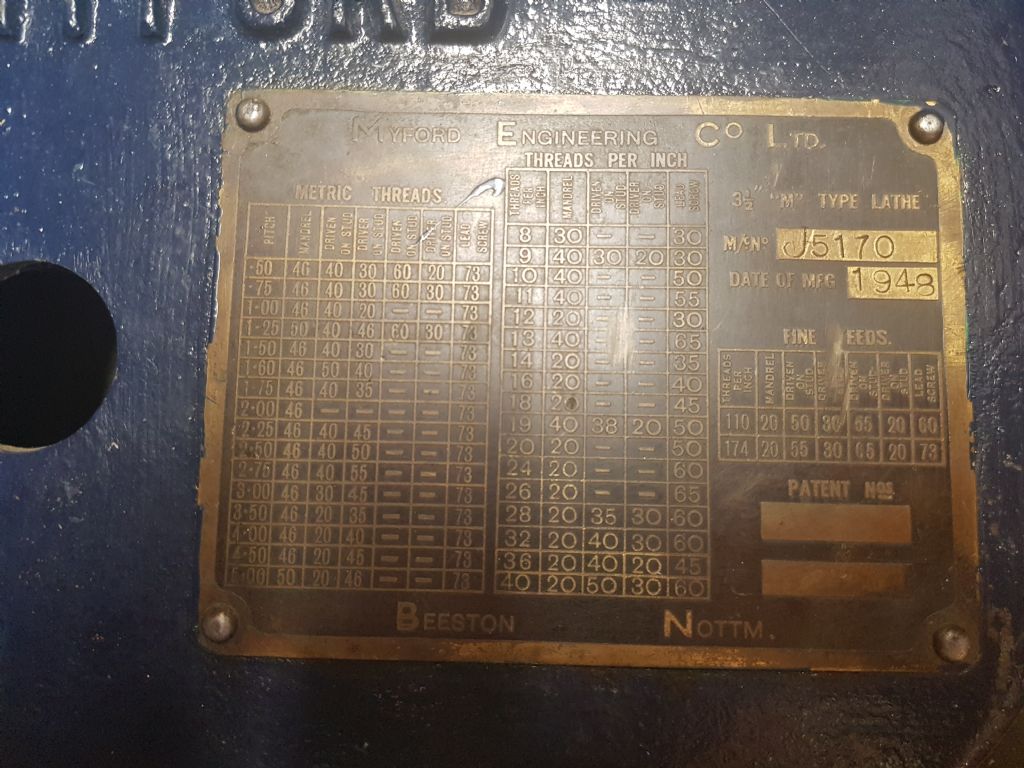 MYFORD
MYFORD ENGINEERING Co LTD.
METRIC THREADS
PITCH MANDREL DRIVEN ON STUD DRIVER ON STUD DRIVEN ON STUD DRIVER ON STUD LEAD SCREW
.50 46 40 30 60 20 73
.75 46 40 30 60 30 73
1.00 46 40 20 – – 73
1.25 50 40 46 60 30 73
1.50 46 40 30 – – 73
1.60 46 50 40 – – 73
1.75 46 40 35 – – 73
2.00 46 – – – – 73
2.25 46 40 45 – – 73
2.50 46 40 50 – – 73
2.75 46 40 55 – – 73
3.00 46 30 45 – – 73
3.50 46 20 35 – – 73
4.00 46 20 40 – – 73
4.50 46 20 45 – – 73
50 20 46 – – 73
THREADS PER INCH
THREADS PER INCH MANDREL DRIVEN ON STUD DRIVER ON STUD LEAD SCREW
8 30 – – 30
9 40 30 20 30
10 40 – – 50
11 40 – – 55
12 20 – – 30
13 40 – – 65
14 20 – – 35
16 20 – – 40
18 20 – – 45
19 40 38 20 50
20 20 – – 50
24 20 – – 60
26 20 – – 65
28 20 35 30 60
32 20 40 30 60
36 20 40 20 45
40 20 50 30 60
3½" "M" TYPE LATHE
M/C No J5170
DATE OF MFG 1948
FINE FEEDS.
THREADS PER INCH MANDREL DRIVEN STUD DRIVER DRIVEN ON STUD DRIVER ON STUD LEAD SCREW
110 20 50 30 55 20 60
174 20 55 30 65 20 73
PATENT Nos
BEESTON NOTTM.